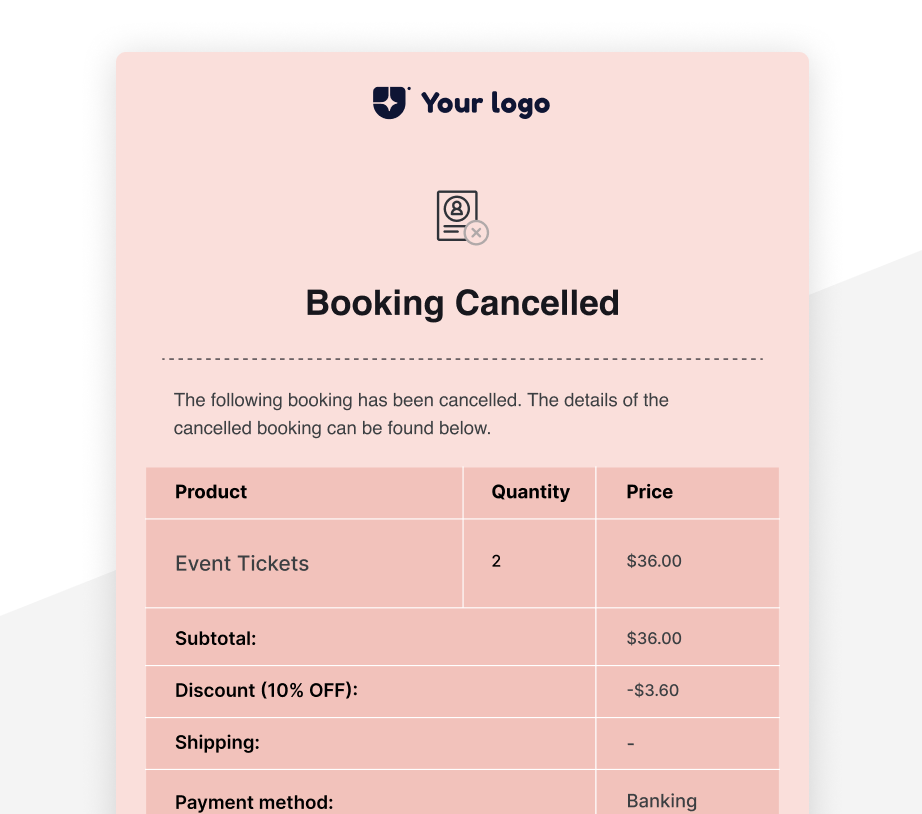 Your logo
Booking Cancelled
The following booking has been cancelled. The details of the
cancelled booking can be found below.
Product Quantity Price
Event Tickets 2 $36.00
Subtotal: $36.00
Discount (10% OFF): -$3.60
Shipping: -
Payment method: Banking